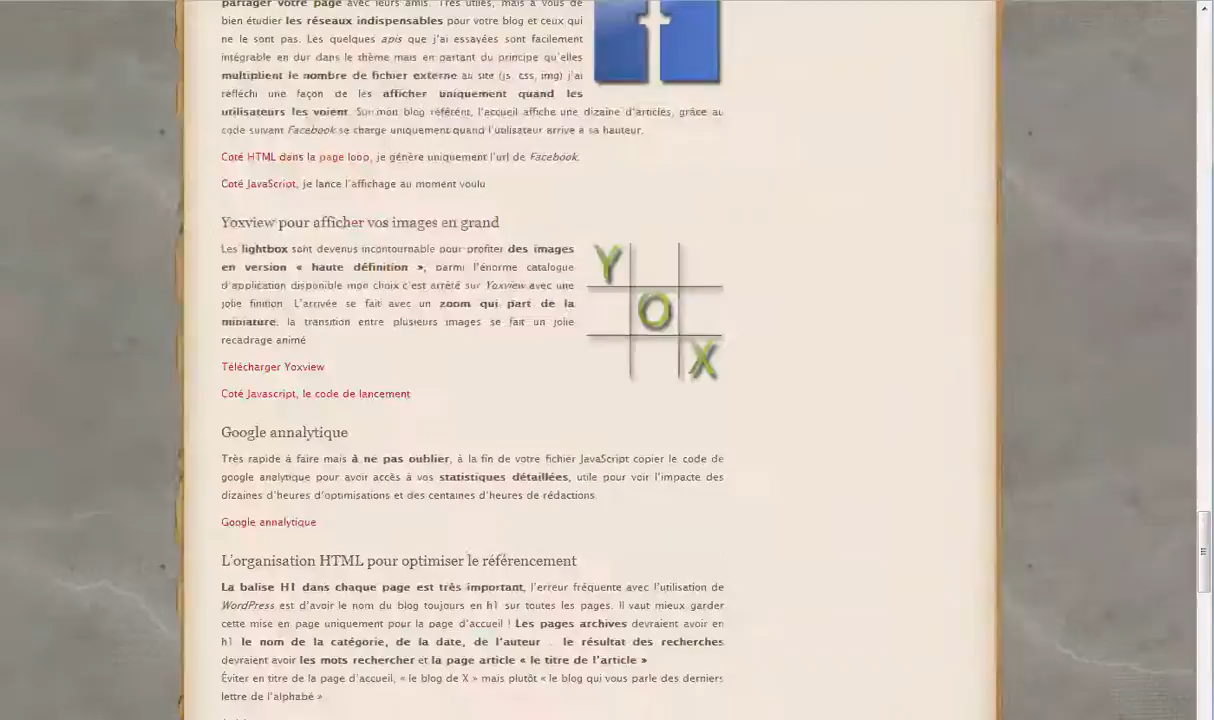 partager votre page avec leurs amis. Très utiles, mais à vous de
bien étudier les réseaux indispensables pour votre blog et ceux qui
ne le sont pas. Les quelques apis que j'ai essayées sont facilement
intégrable en dur dans le thème mais en partant du principe qu'elles
multiplient le nombre de fichier externe au site (js, css, img) j'ai
réfléchi une façon de les afficher uniquement quand les
utilisateurs les voient. Sur mon blog référent, l'accueil affiche une dizaine d'articles, grâce au
code suivant Facebook se charge uniquement quand l'utilisateur arrive à sa hauteur.
Coté HTML dans la page loop, je génère uniquement l'url de Facebook.
Coté JavaScript, je lance l'affichage au moment voulu
Yoxview pour afficher vos images en grand
Les lightbox sont devenus incontournable pour profiter des images
en version « haute définition », parmi l'énorme catalogue
d'application disponible mon choix c'est arrêté sur Yoxview avec une
jolie finition. L'arrivée se fait avec un zoom qui part de la
miniature, la transition entre plusieurs images se fait un jolie
recadrage animé
Y
O
X
Télécharger Yoxview
Coté Javascript, le code de lancement
Google annalytique
Très rapide à faire mais à ne pas oublier, à la fin de votre fichier JavaScript copier le code de
google analytique pour avoir accès à vos statistiques détaillées, utile pour voir l'impacte des
dizaines d'heures d'optimisations et des centaines d'heures de rédactions.
Google annalytique
L'organisation HTML pour optimiser le référencement
La balise H1 dans chaque page est très important, l'erreur fréquente avec l'utilisation de
WordPress est d'avoir le nom du blog toujours en h1 sur toutes les pages. Il vaut mieux garder
cette mise en page uniquement pour la page d'accueil ! Les pages archives devraient avoir en
h1 le nom de la catégorie, de la date, de l'auteur .. le résultat des recherches
devraient avoir les mots rechercher et la page article « le titre de l'article »
Éviter en titre de la page d'accueil, « le blog de X » mais plutôt « le blog qui vous parle des derniers
lettre de l'alphabé »